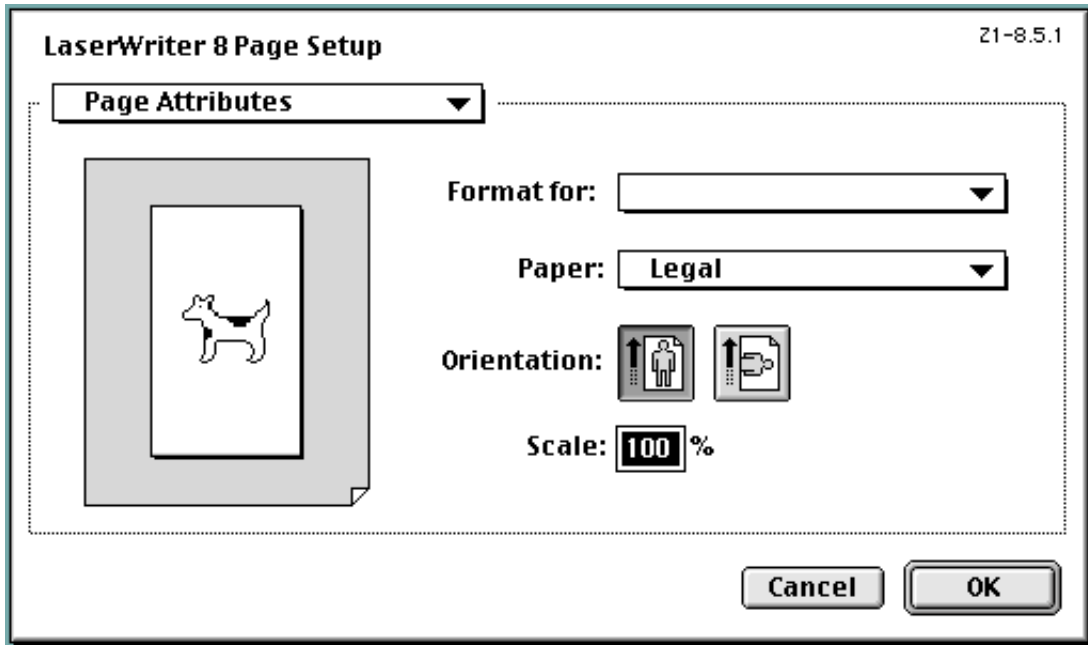 LaserWriter 8 Page Setup
Z1-8.5.1
Page Attributes
Format for:
Paper: Legal
Orientation:
Scale: 100 %
Cancel OK